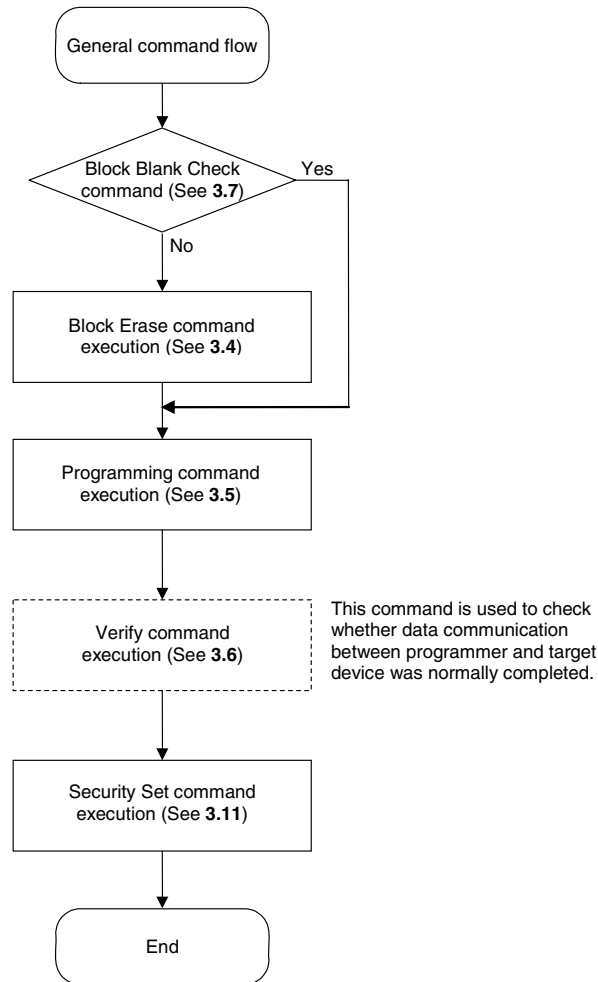 General command flow
Block Blank Check
command (See 3.7)
Yes
No
Block Erase command
execution (See 3.4)
Programming command
execution (See 3.5)
Verify command
execution (See 3.6)
This command is used to check
whether data communication
between programmer and target
device was normally completed.
Security Set command
execution (See 3.11)
End